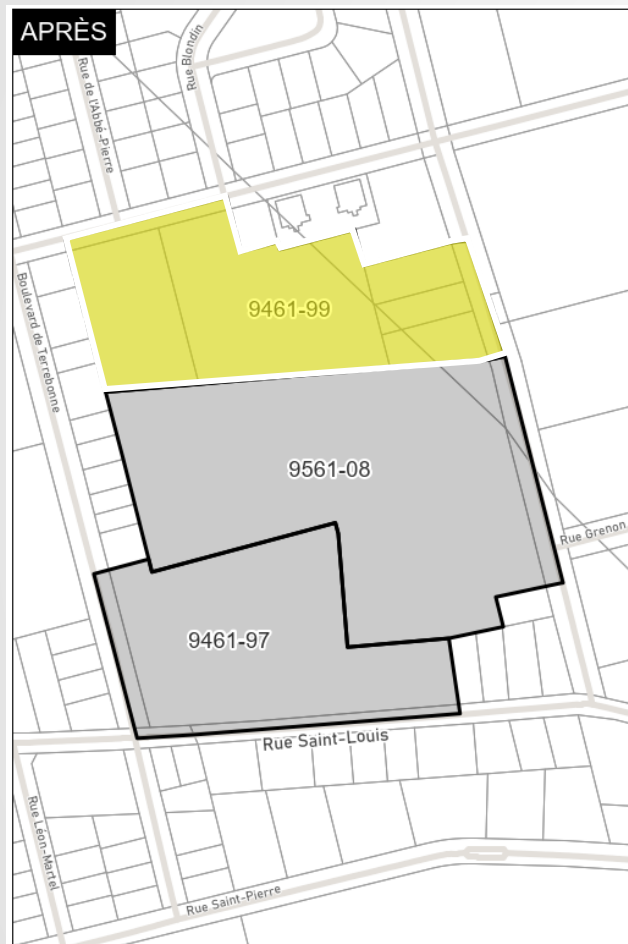 APRÈS
Rue Blondin
Rue de l'Abbé-Pierre
Boulevard de Terrebonne
9461-99
9561-08
Rue Grenon
9461-97
Rue Saint-Louis
Rue Léon-Martel
Rue Saint-Pierre